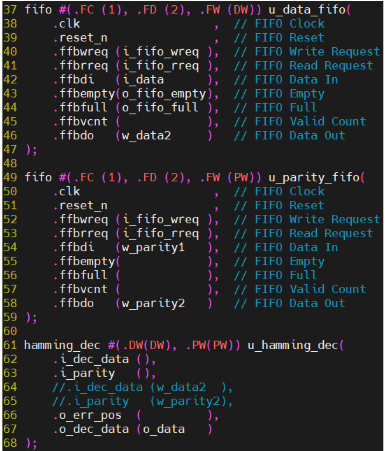 37 fifo #(.FC (1), .FD (2), .FW (DW)) u_data_fifo(
38     .clk                    ,  // FIFO Clock
39     .reset_n                ,  // FIFO Reset
40     .ffbwreq (i_fifo_wreq ),  // FIFO Write Request
41     .ffbrreq (i_fifo_rreq ),  // FIFO Read Request
42     .ffbdi   (i_data      ),  // FIFO Data In
43     .ffbempty(o_fifo_empty),  // FIFO Empty
44     .ffbfull (o_fifo_full ),  // FIFO Full
45     .ffbvcnt (            ),  // FIFO Valid Count
46     .ffbdo   (w_data2     )   // FIFO Data Out
47 );
48
49 fifo #(.FC (1), .FD (2), .FW (PW)) u_parity_fifo(
50     .clk                    ,  // FIFO Clock
51     .reset_n                ,  // FIFO Reset
52     .ffbwreq (i_fifo_wreq ),  // FIFO Write Request
53     .ffbrreq (i_fifo_rreq ),  // FIFO Read Request
54     .ffbdi   (w_parity1   ),  // FIFO Data In
55     .ffbempty(            ),  // FIFO Empty
56     .ffbfull (            ),  // FIFO Full
57     .ffbvcnt (            ),  // FIFO Valid Count
58     .ffbdo   (w_parity2   )   // FIFO Data Out
59 );
60
61 hamming_dec #(.DW(DW), .PW(PW)) u_hamming_dec(
62     .i_dec_data (),
63     .i_parity   (),
64     //.i_dec_data (w_data2  ),
65     //.i_parity   (w_parity2),
66     .o_err_pos  (         ),
67     .o_dec_data (o_data   )
68 );